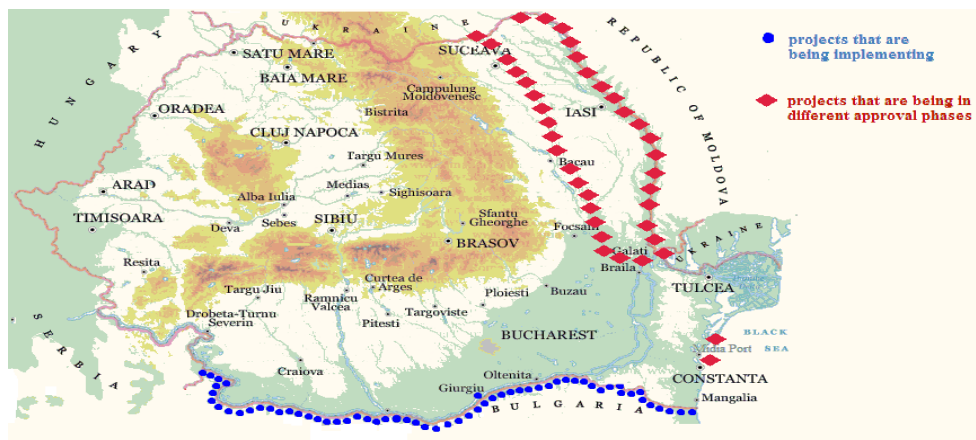 UKRAINE
HUNGARY
REPUBLIC OF MOLDOVA
SUCEAVA
SATU MARE
BAIA MARE
Campulung
Moldovenesc
ORADEA
Bistrita
IASI
CLUJ NAPOCA
Targu Mures
Bacau
ARAD
Medias
Sighisoara
Alba Iulia
TIMISOARA
Sebes
SIBIU
Sfantu
Gheorghe
Deva
Focsani
BRASOV
Galati
UKRAINE
Resita
Braila
TULCEA
Curtea de
Arges
Targu Jiu
Ramnicu
Valcea
Ploiesti
Buzau
Drobeta-Turnu
Severin
Targoviste
Pitesti
BUCHAREST
BLACK
SEA
SERBIA
Midia Port
Craiova
Oltenita
CONSTANTA
Giurgiu
Mangalia
BULGARIA
projects that are
being implementing
projects that are being in
different approval phases